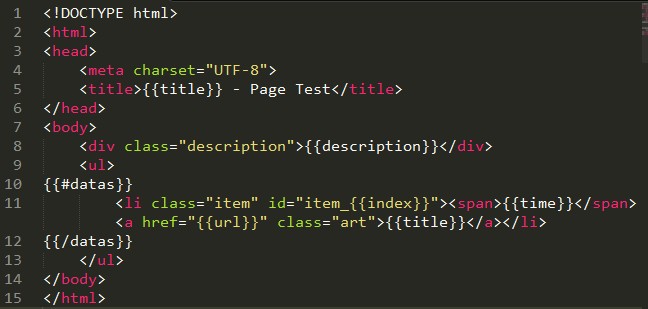 1 <!DOCTYPE html>
2 <html>
3 <head>
4     <meta charset="UTF-8">
5     <title>{{title}} - Page Test</title>
6 </head>
7 <body>
8     <div class="description">{{description}}</div>
9     <ul>
10 {{#datas}}
11         <li class="item" id="item_{{index}}"><span>{{time}}</span>
        <a href="{{url}}" class="art">{{title}}</a></li>
12 {{/datas}}
13     </ul>
14 </body>
15 </html>